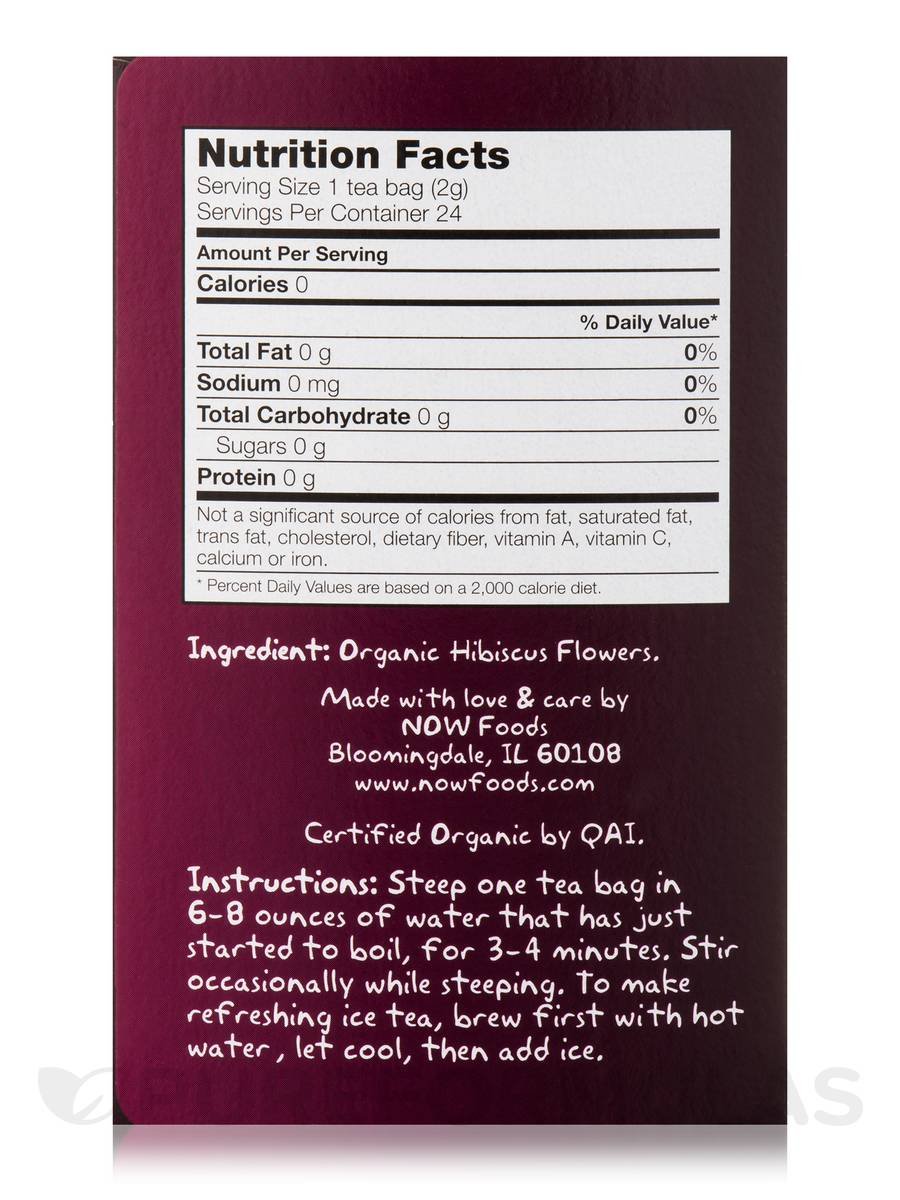 Nutrition Facts
Serving Size 1 tea bag (2g)
Servings Per Container 24
Amount Per Serving
Calories 0
% Daily Value*
Total Fat 0 g 0%
Sodium 0 mg 0%
Total Carbohydrate 0 g 0%
Sugars 0 g
Protein 0 g
Not a significant source of calories from fat, saturated fat,
trans fat, cholesterol, dietary fiber, vitamin A, vitamin C,
calcium or iron.
* Percent Daily Values are based on a 2,000 calorie diet.
Ingredient: Organic Hibiscus Flowers.
Made with love & care by
NOW Foods
Bloomingdale, IL 60108
www.nowfoods.com
Certified Organic by QAI.
Instructions: Steep one tea bag in
6-8 ounces of water that has just
started to boil, for 3-4 minutes. Stir
occasionally while steeping. To make
refreshing ice tea, brew first with hot
water, let cool, then add ice.